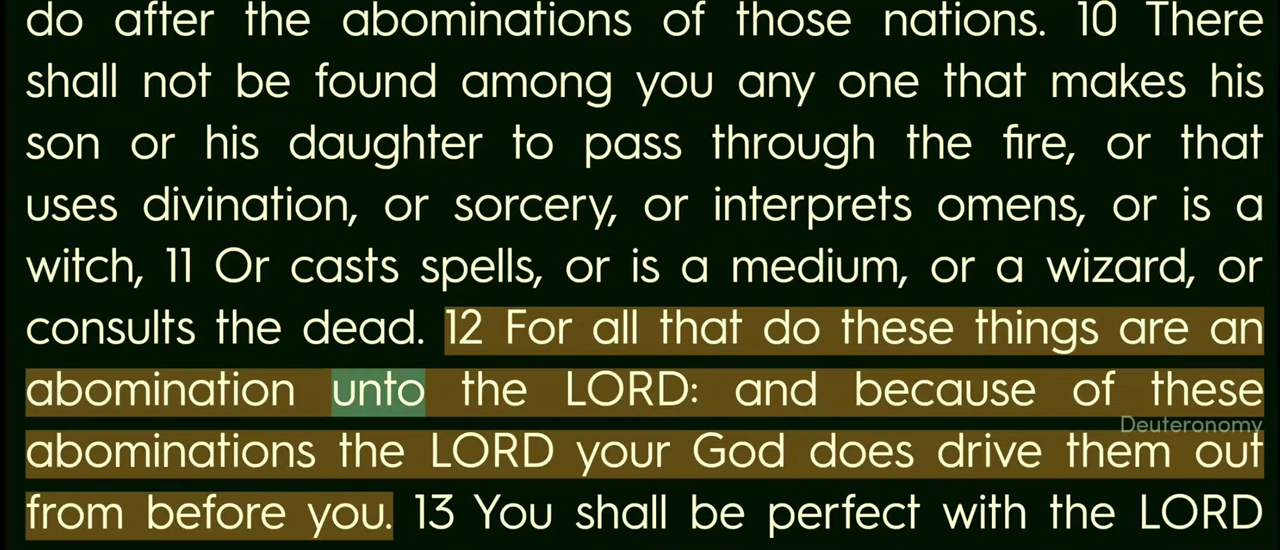 do after the abominations of those nations. 10 There
shall not be found among you any one that makes his
son or his daughter to pass through the fire, or that
uses divination, or sorcery, or interprets omens, or is a
witch, 11 Or casts spells, or is a medium, or a wizard, or
consults the dead. 12 For all that do these things are an
abomination unto the LORD: and because of these
Deuteronomy
abominations the LORD your God does drive them out
from before you. 13 You shall be perfect with the LORD